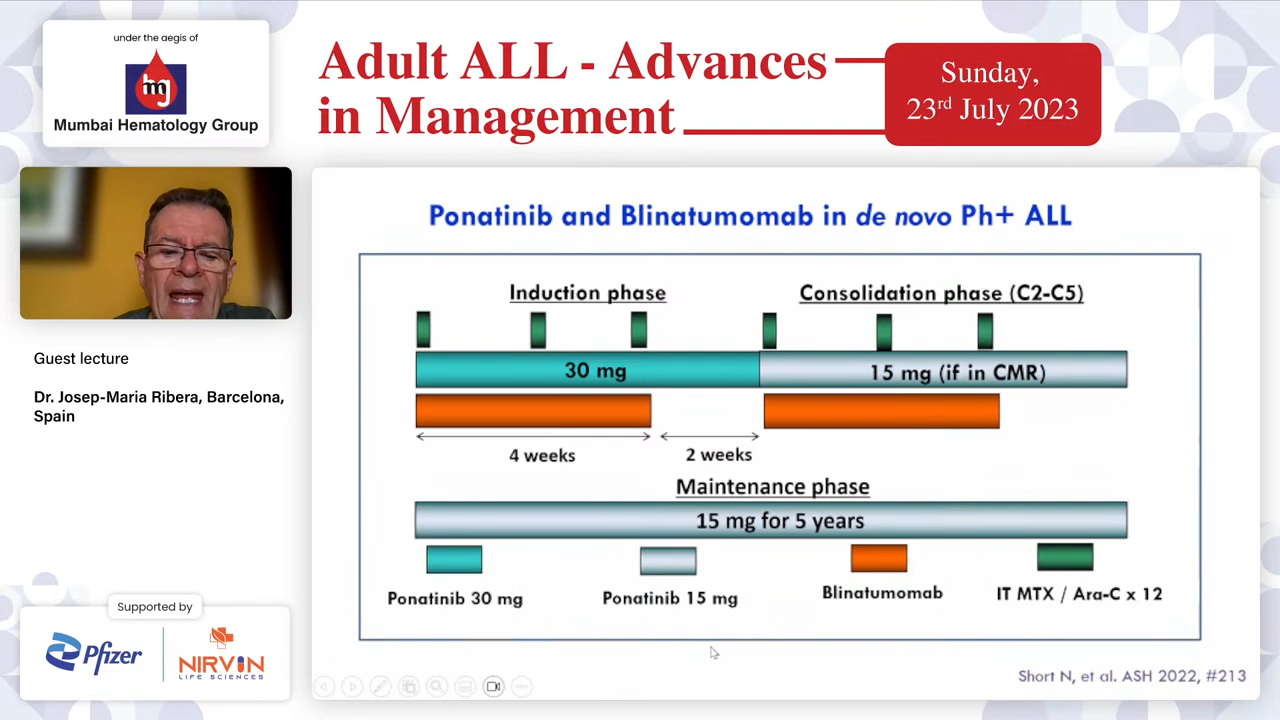 under the aegis of
mg
Mumbai Hematology Group
Adult ALL - Advances
in Management
Sunday,
23rd July 2023
Guest lecture
Dr. Josep-Maria Ribera, Barcelona,
Spain
Supported by
Pfizer
NIRVIN
LIFE SCIENCES
Ponatinib and Blinatumomab in de novo Ph+ ALL
Induction phase
Consolidation phase (C2-C5)
30 mg
15 mg (if in CMR)
4 weeks
2 weeks
Maintenance phase
15 mg for 5 years
Ponatinib 30 mg
Ponatinib 15 mg
Blinatumomab
IT MTX / Ara-C x 12
Short N, et al. ASH 2022, #213